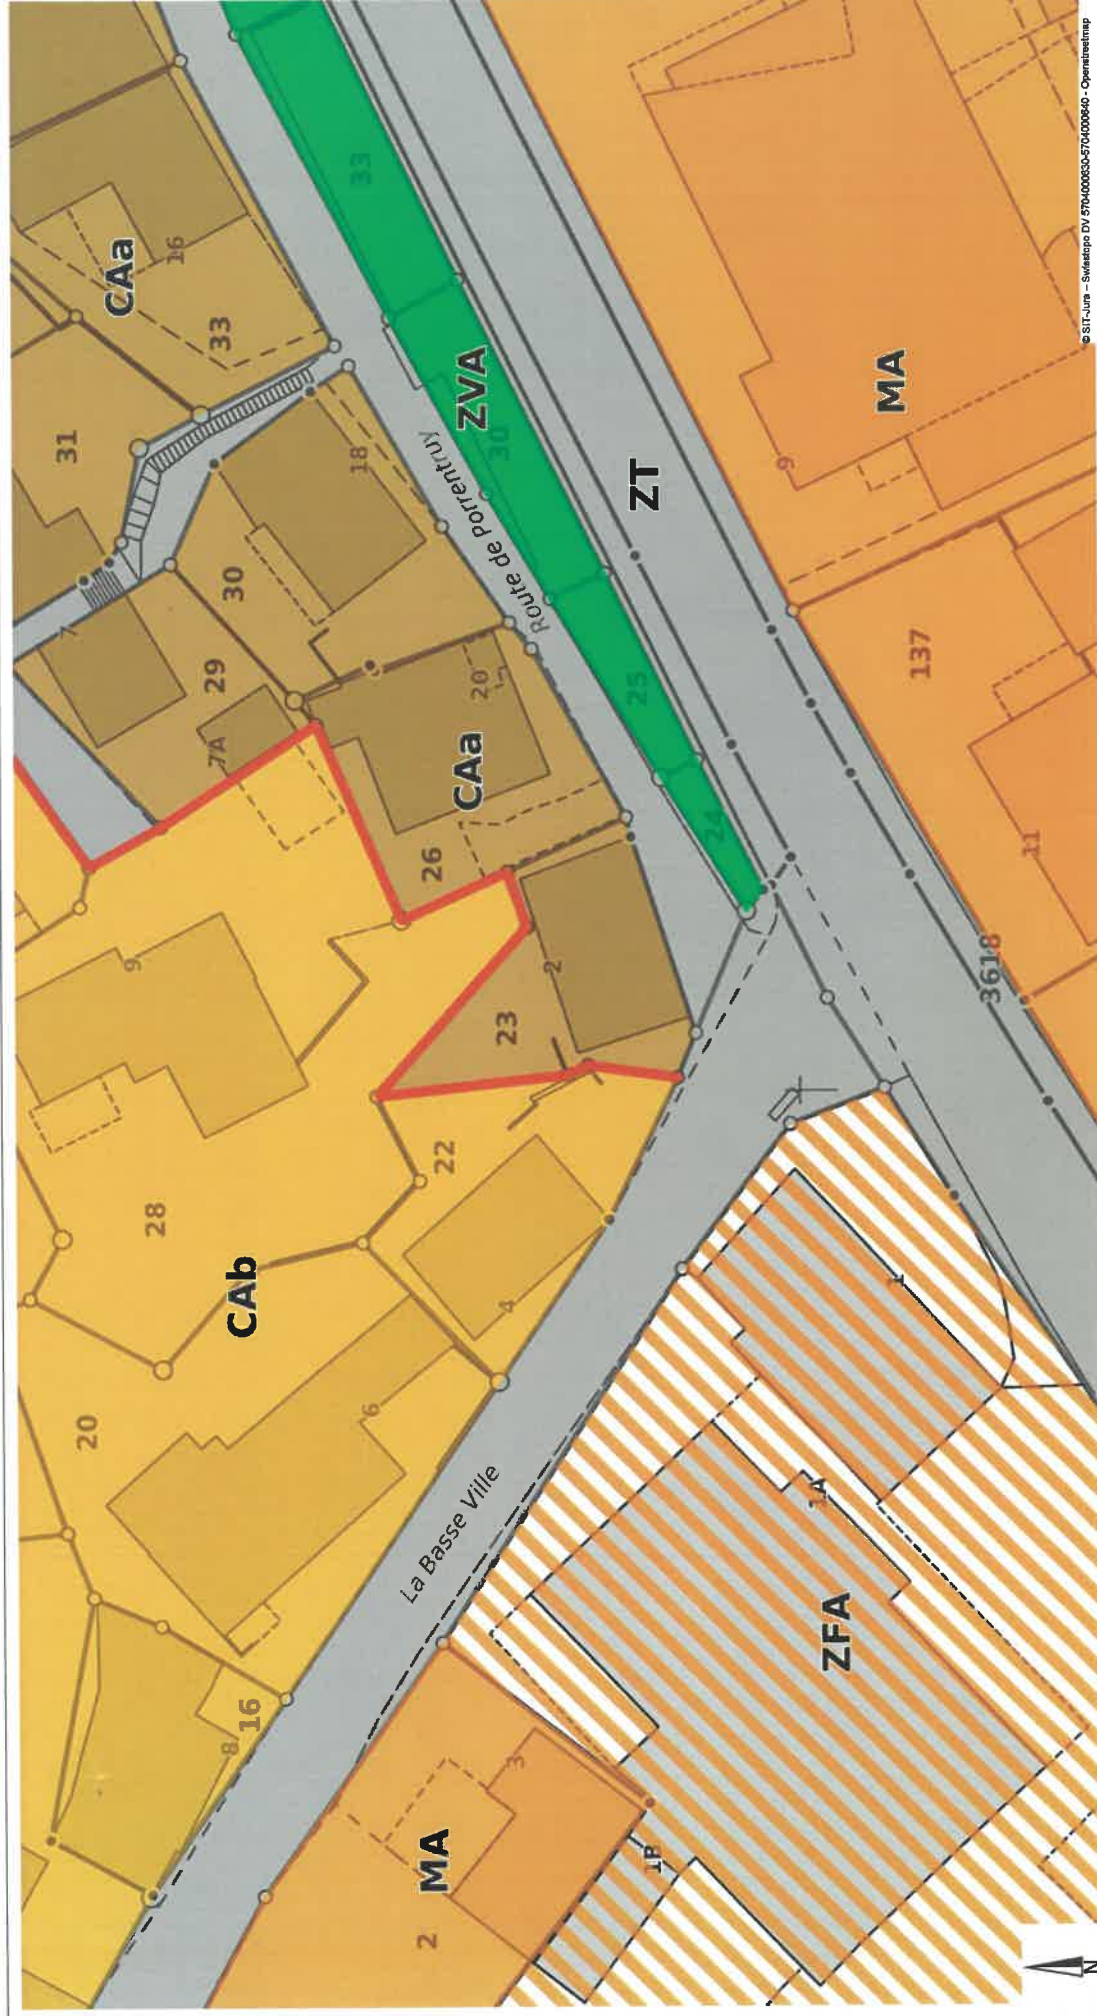 16
8
20
6
28
CAb
22
4
9
23
2
26
CAa
20
7A
29
7
30
18
31
33
CAa
16
La Basse Ville
Route de Porrentruy
24
25
30
ZVA
33
ZT
3618
2
MA
3
1B
ZFA
1A
1
11
137
9
MA
N
© SIT-Jura – Swisstopo DV 5704000630-5704000640 - Openstreetmap